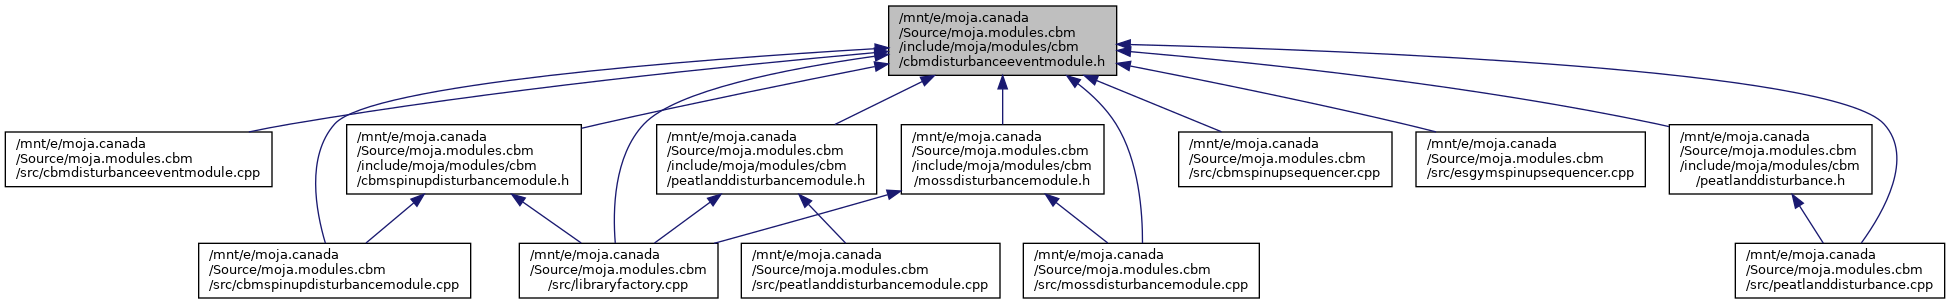 /mnt/e/moja.canada
/Source/moja.modules.cbm
/include/moja/modules/cbm
/cbmdisturbanceeventmodule.h
/mnt/e/moja.canada
/Source/moja.modules.cbm
/src/cbmdisturbanceeventmodule.cpp
/mnt/e/moja.canada
/Source/moja.modules.cbm
/include/moja/modules/cbm
/cbmspinupdisturbancemodule.h
/mnt/e/moja.canada
/Source/moja.modules.cbm
/include/moja/modules/cbm
/peatlanddisturbancemodule.h
/mnt/e/moja.canada
/Source/moja.modules.cbm
/include/moja/modules/cbm
/mossdisturbancemodule.h
/mnt/e/moja.canada
/Source/moja.modules.cbm
/src/cbmspinupsequencer.cpp
/mnt/e/moja.canada
/Source/moja.modules.cbm
/src/esgymspinupsequencer.cpp
/mnt/e/moja.canada
/Source/moja.modules.cbm
/include/moja/modules/cbm
/peatlanddisturbance.h
/mnt/e/moja.canada
/Source/moja.modules.cbm
/src/cbmspinupdisturbancemodule.cpp
/mnt/e/moja.canada
/Source/moja.modules.cbm
/src/libraryfactory.cpp
/mnt/e/moja.canada
/Source/moja.modules.cbm
/src/peatlanddisturbancemodule.cpp
/mnt/e/moja.canada
/Source/moja.modules.cbm
/src/mossdisturbancemodule.cpp
/mnt/e/moja.canada
/Source/moja.modules.cbm
/src/peatlanddisturbance.cpp